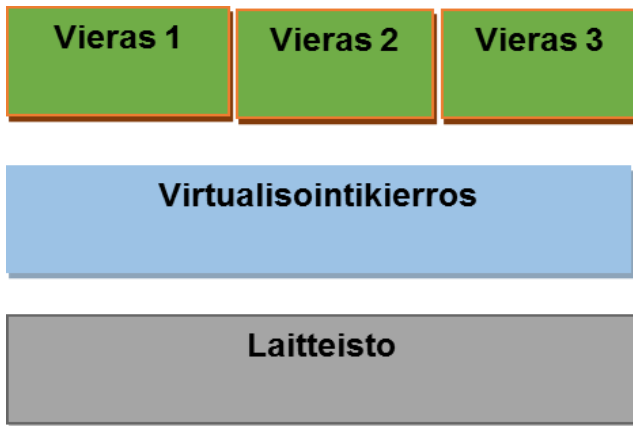 Vieras 1
Vieras 2
Vieras 3
Virtualisointikierros
Laitteisto